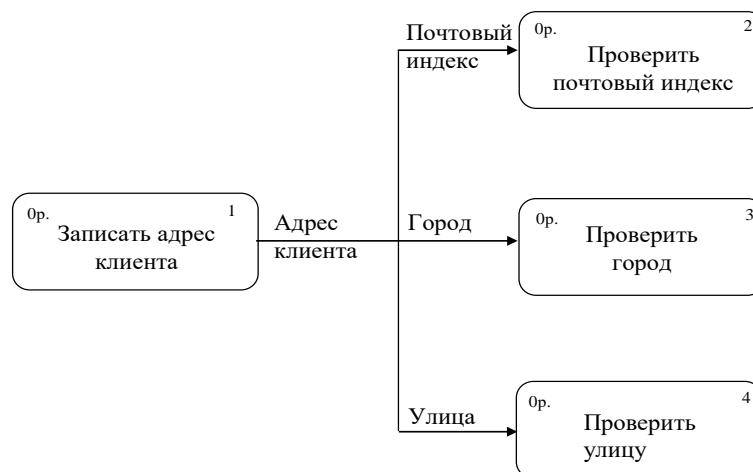 0р.
1
Записать адрес
клиента
Адрес
клиента
Почтовый
индекс
0р.
2
Проверить
почтовый индекс
Город
0р.
3
Проверить
город
Улица
0р.
4
Проверить
улицу